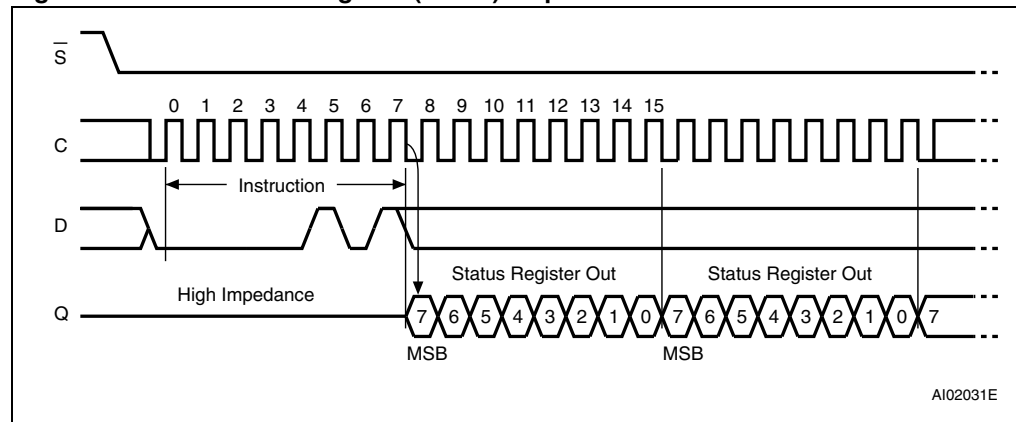 S
0 1 2 3 4 5 6 7 8 9 10 11 12 13 14 15
C
Instruction
D
Status Register Out Status Register Out
High Impedance
Q 7 6 5 4 3 2 1 0 7 6 5 4 3 2 1 0 7
MSB MSB
AI02031E